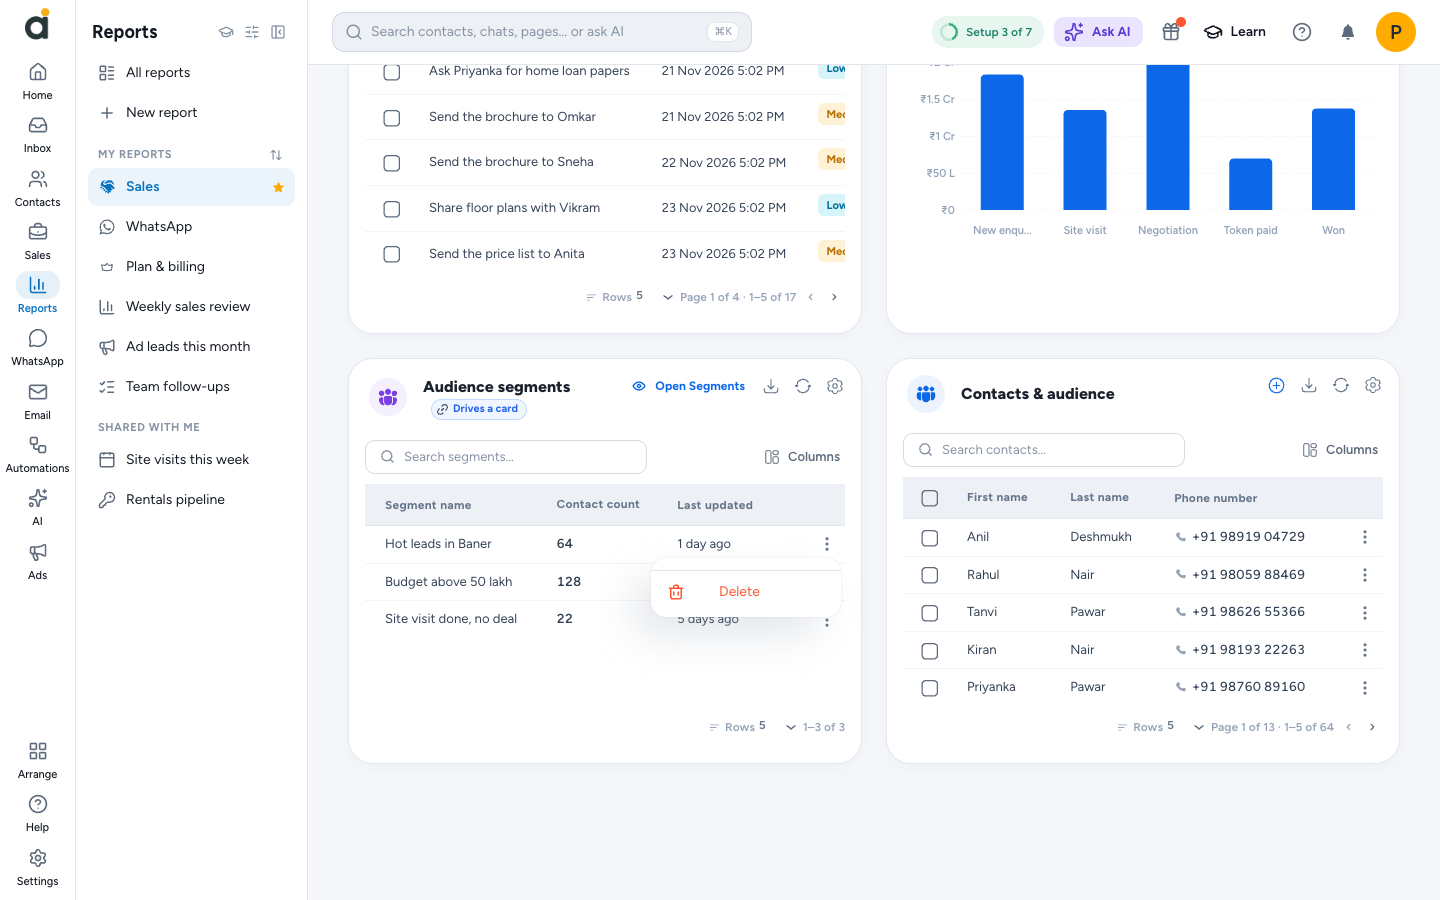 Reports
Search contacts, chats, pages... or ask AI
⌘K
Setup 3 of 7
Ask AI
Learn
P
Home
Inbox
Contacts
Sales
Reports
WhatsApp
Email
Automations
AI
Ads
Arrange
Help
Settings
All reports
New report
MY REPORTS
Sales
WhatsApp
Plan & billing
Weekly sales review
Ad leads this month
Team follow-ups
SHARED WITH ME
Site visits this week
Rentals pipeline
Ask Priyanka for home loan papers 21 Nov 2026 5:02 PM Low
Send the brochure to Omkar 21 Nov 2026 5:02 PM
Send the brochure to Sneha 22 Nov 2026 5:02 PM
Share floor plans with Vikram 23 Nov 2026 5:02 PM Low
Send the price list to Anita 23 Nov 2026 5:02 PM
Rows 5 Page 1 of 4 · 1–5 of 17
₹1.5 Cr
₹1 Cr
₹50 L
₹0
New enqu... Site visit Negotiation Token paid Won
Audience segments
Drives a card
Open Segments
Search segments...
Columns
Segment name Contact count Last updated
Hot leads in Baner 64 1 day ago
Budget above 50 lakh 128
Delete
Site visit done, no deal 22 5 days ago
Rows 5 1–3 of 3
Contacts & audience
Search contacts...
Columns
First name Last name Phone number
Anil Deshmukh +91 98919 04729
Rahul Nair +91 98059 88469
Tanvi Pawar +91 98626 55366
Kiran Nair +91 98193 22263
Priyanka Pawar +91 98760 89160
Rows 5 Page 1 of 13 · 1–5 of 64